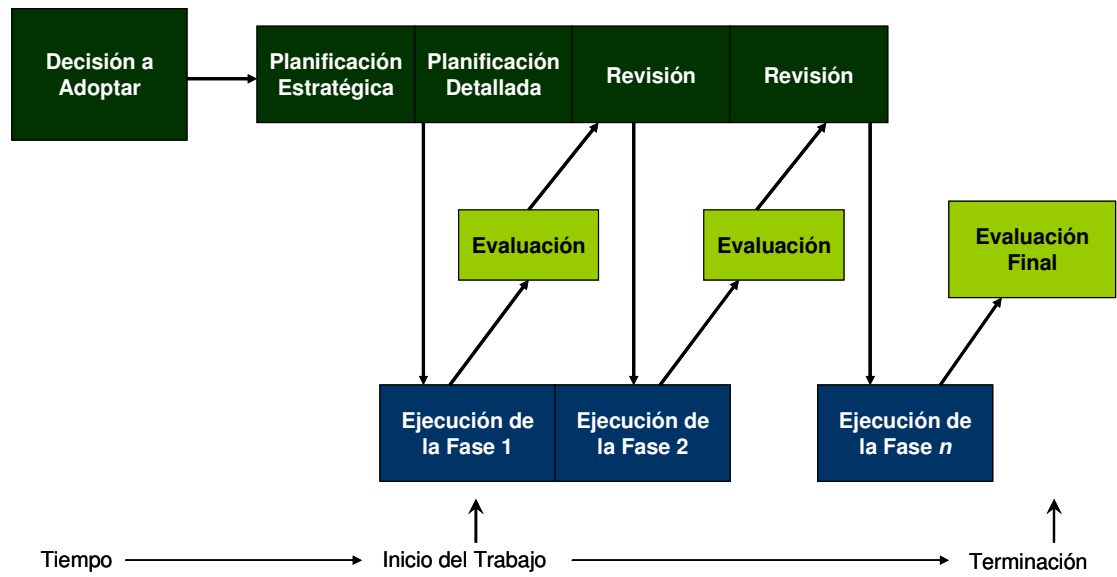 Decisión a
Adoptar
Planificación
Estratégica
Planificación
Detallada
Revisión
Revisión
Evaluación
Evaluación
Evaluación
Final
Ejecución de
la Fase 1
Ejecución de
la Fase 2
Ejecución de
la Fase n
Tiempo
Inicio del Trabajo
Terminación